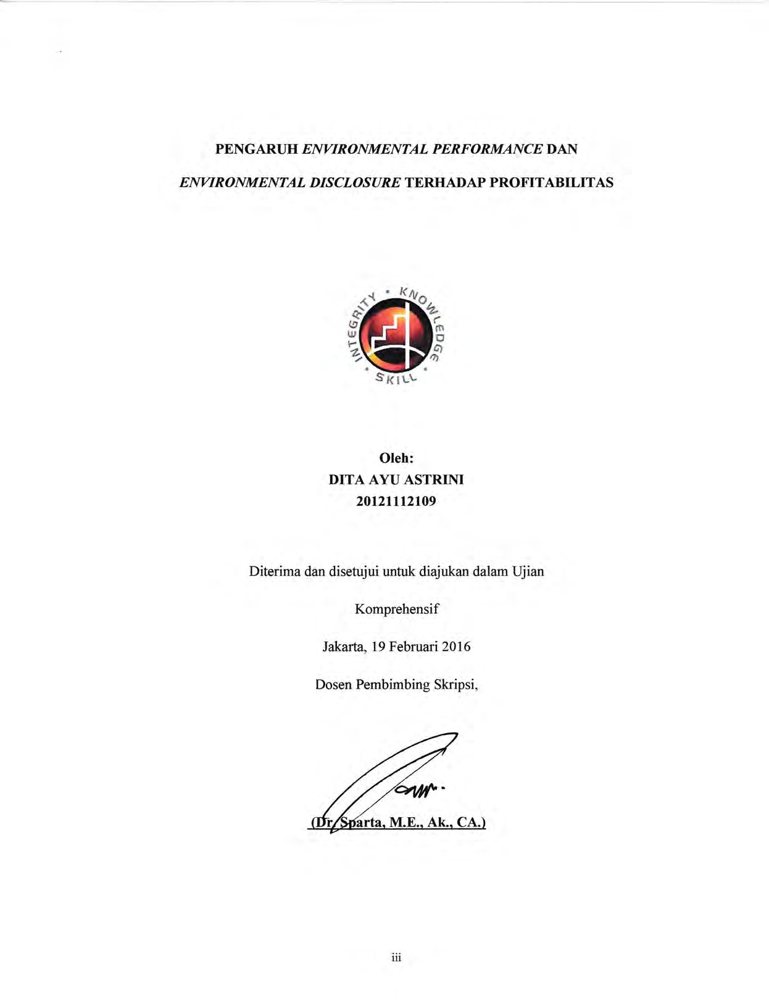 PENGARUH ENVIRONMENTAL PERFORMANCE DAN
ENVIRONMENTAL DISCLOSURE TERHADAP PROFITABILITAS
INTEGRITY • KNOWLEDGE • SKILL •
Oleh:
DITA AYU ASTRINI
20121112109
Diterima dan disetujui untuk diajukan dalam Ujian
Komprehensif
Jakarta, 19 Februari 2016
Dosen Pembimbing Skripsi,
(Dr. Sparta, M.E., Ak., CA.)
iii